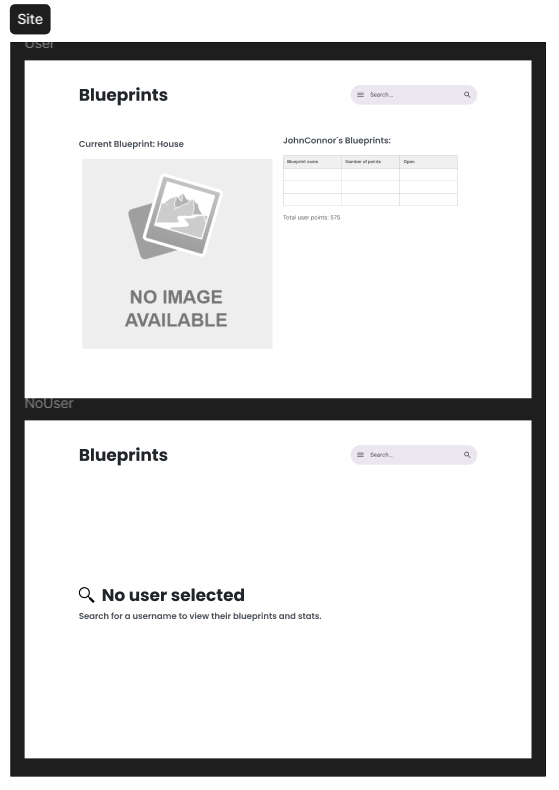 Site
User
Blueprints
Search...
Current Blueprint: House
JohnConnor´s Blueprints:
Blueprint name Number of points Open
Total user points: 575
NO IMAGE
AVAILABLE
NoUser
Blueprints
Search...
No user selected
Search for a username to view their blueprints and stats.